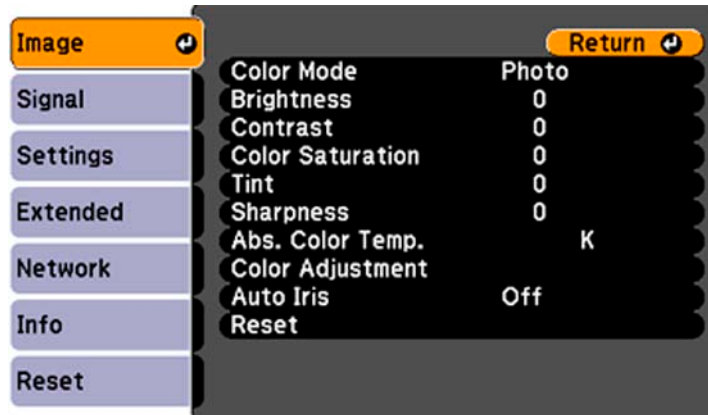 Image
Signal
Settings
Extended
Network
Info
Reset
Return
Color Mode Photo
Brightness 0
Contrast 0
Color Saturation 0
Tint 0
Sharpness 0
Abs. Color Temp. K
Color Adjustment
Auto Iris Off
Reset